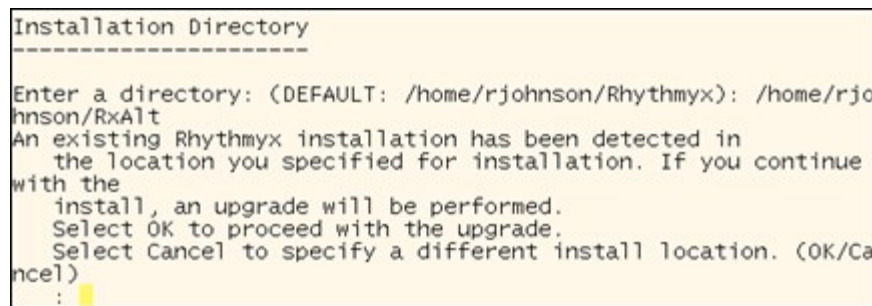 Installation Directory
----------------------
Enter a directory: (DEFAULT: /home/rjohnson/Rhythmyx): /home/rjo
hnson/RxAlt
An existing Rhythmyx installation has been detected in
the location you specified for installation. If you continue
with the
install, an upgrade will be performed.
Select OK to proceed with the upgrade.
Select Cancel to specify a different install location. (OK/Ca
ncel)
: